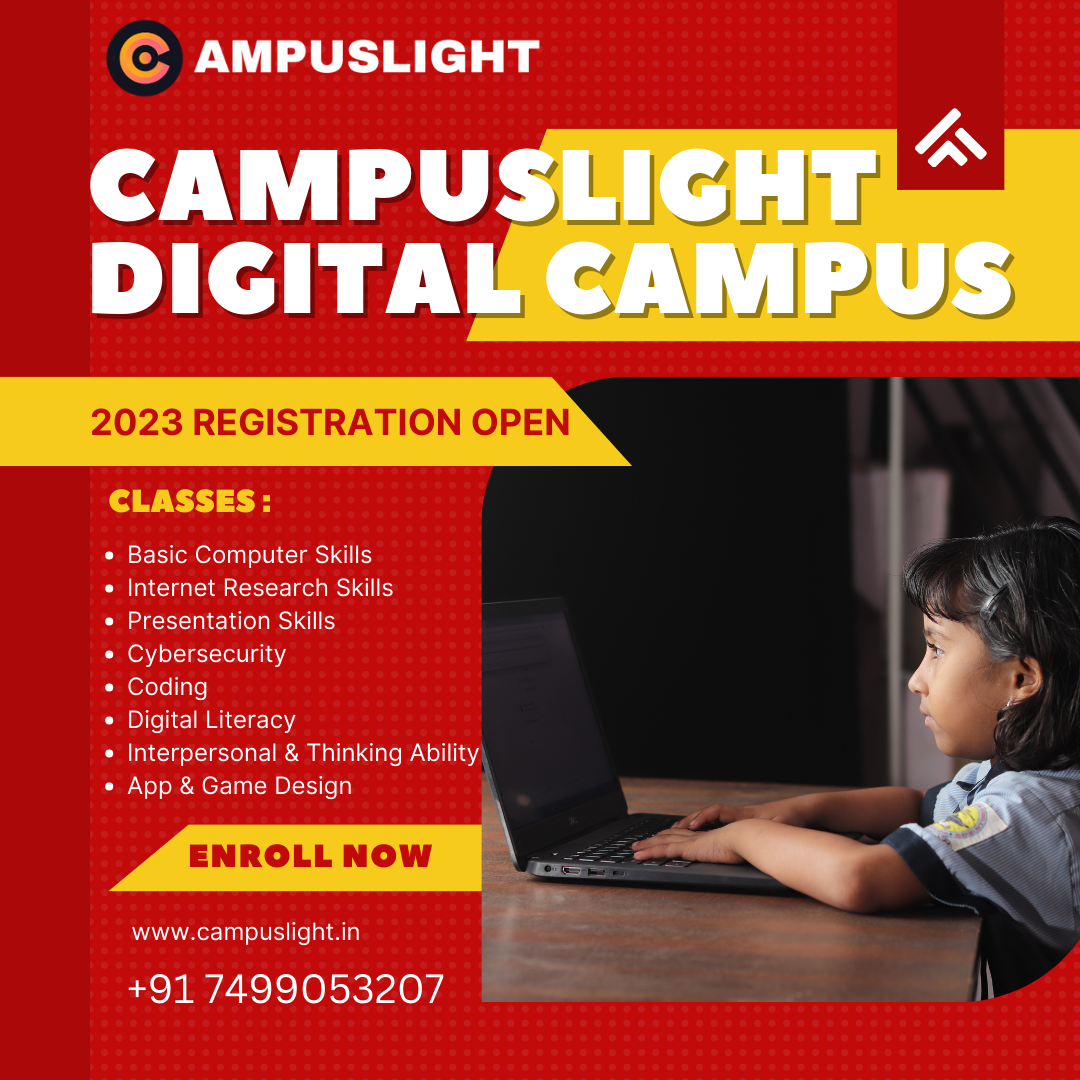 CAMPUSLIGHT
CAMPUSLIGHT
DIGITAL CAMPUS
2023 REGISTRATION OPEN
CLASSES :
• Basic Computer Skills
• Internet Research Skills
• Presentation Skills
• Cybersecurity
• Coding
• Digital Literacy
• Interpersonal & Thinking Ability
• App & Game Design
ENROLL NOW
www.campuslight.in
+91 7499053207